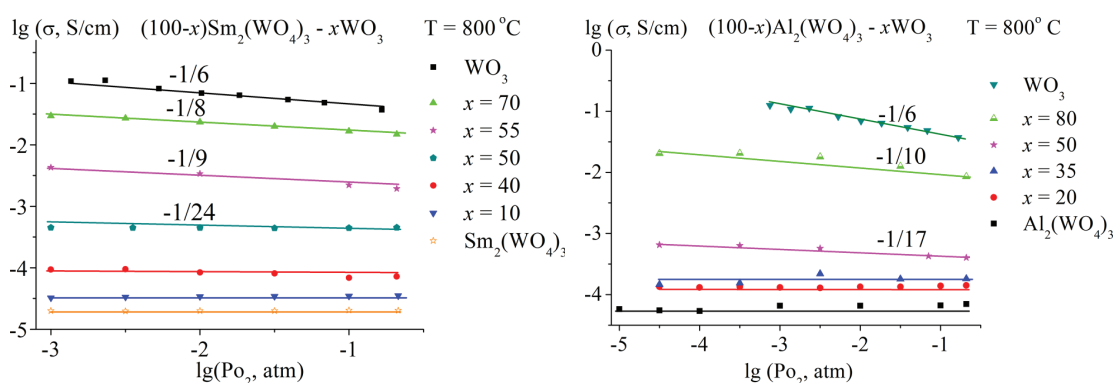 lg (σ, S/cm) (100-x)Sm₂(WO₄)₃ - xWO₃ T = 800° C
-1
-2
-3
-4
-5
-1/6
-1/8
-1/9
-1/24
WO₃
x = 70
x = 55
x = 50
x = 40
x = 10
Sm₂(WO₄)₃
-3 -2 -1
lg(Po₂, atm)
lg (σ, S/cm) (100-x)Al₂(WO₄)₃ - xWO₃ T = 800° C
0
-1
-2
-3
-4
-1/6
-1/10
-1/17
WO₃
x = 80
x = 50
x = 35
x = 20
Al₂(WO₄)₃
-5 -4 -3 -2 -1
lg (Po₂, atm)